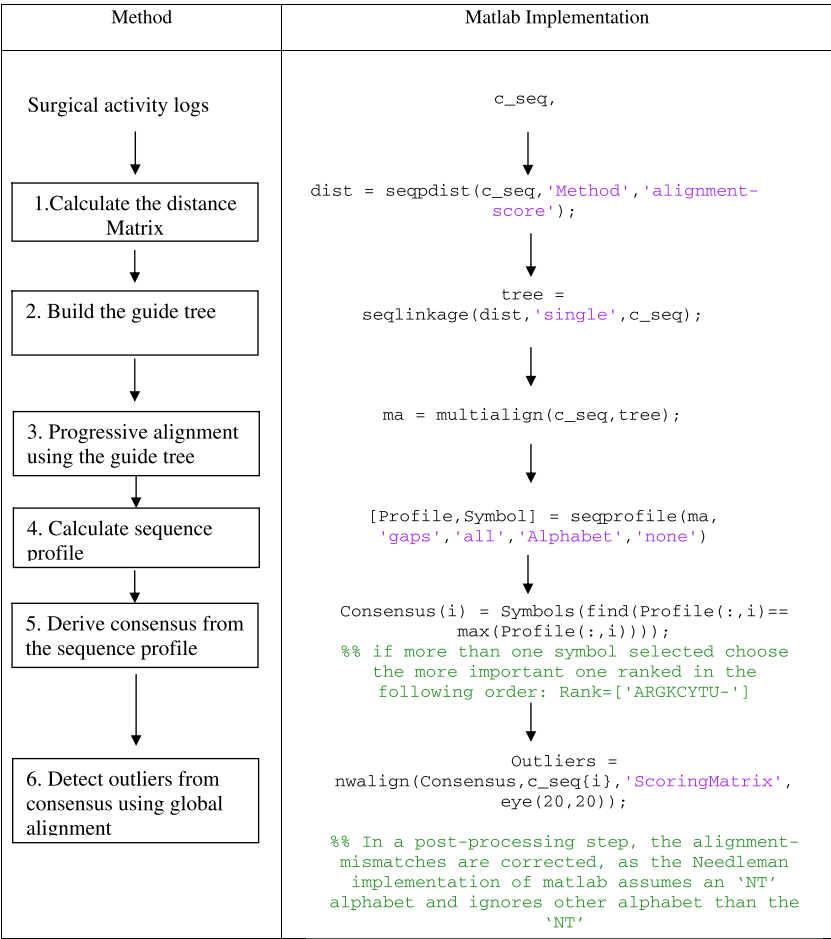 Method
Matlab Implementation
Surgical activity logs
c_seq,
1.Calculate the distance
Matrix
dist = seqpdist(c_seq,'Method','alignment-
score');
2. Build the guide tree
tree =
seqlinkage(dist,'single',c_seq);
3. Progressive alignment
using the guide tree
ma = multialign(c_seq,tree);
4. Calculate sequence
profile
[Profile,Symbol] = seqprofile(ma,
'gaps','all','Alphabet','none')
5. Derive consensus from
the sequence profile
Consensus(i) = Symbols(find(Profile(:,i)==
max(Profile(:,i))));
%% if more than one symbol selected choose
the more important one ranked in the
following order: Rank=['ARGKCYTU-']
6. Detect outliers from
consensus using global
alignment
Outliers =
nwalign(Consensus,c_seq{i},'ScoringMatrix',
eye(20,20));
%% In a post-processing step, the alignment-
mismatches are corrected, as the Needleman
implementation of matlab assumes an ‘NT’
alphabet and ignores other alphabet than the
‘NT’